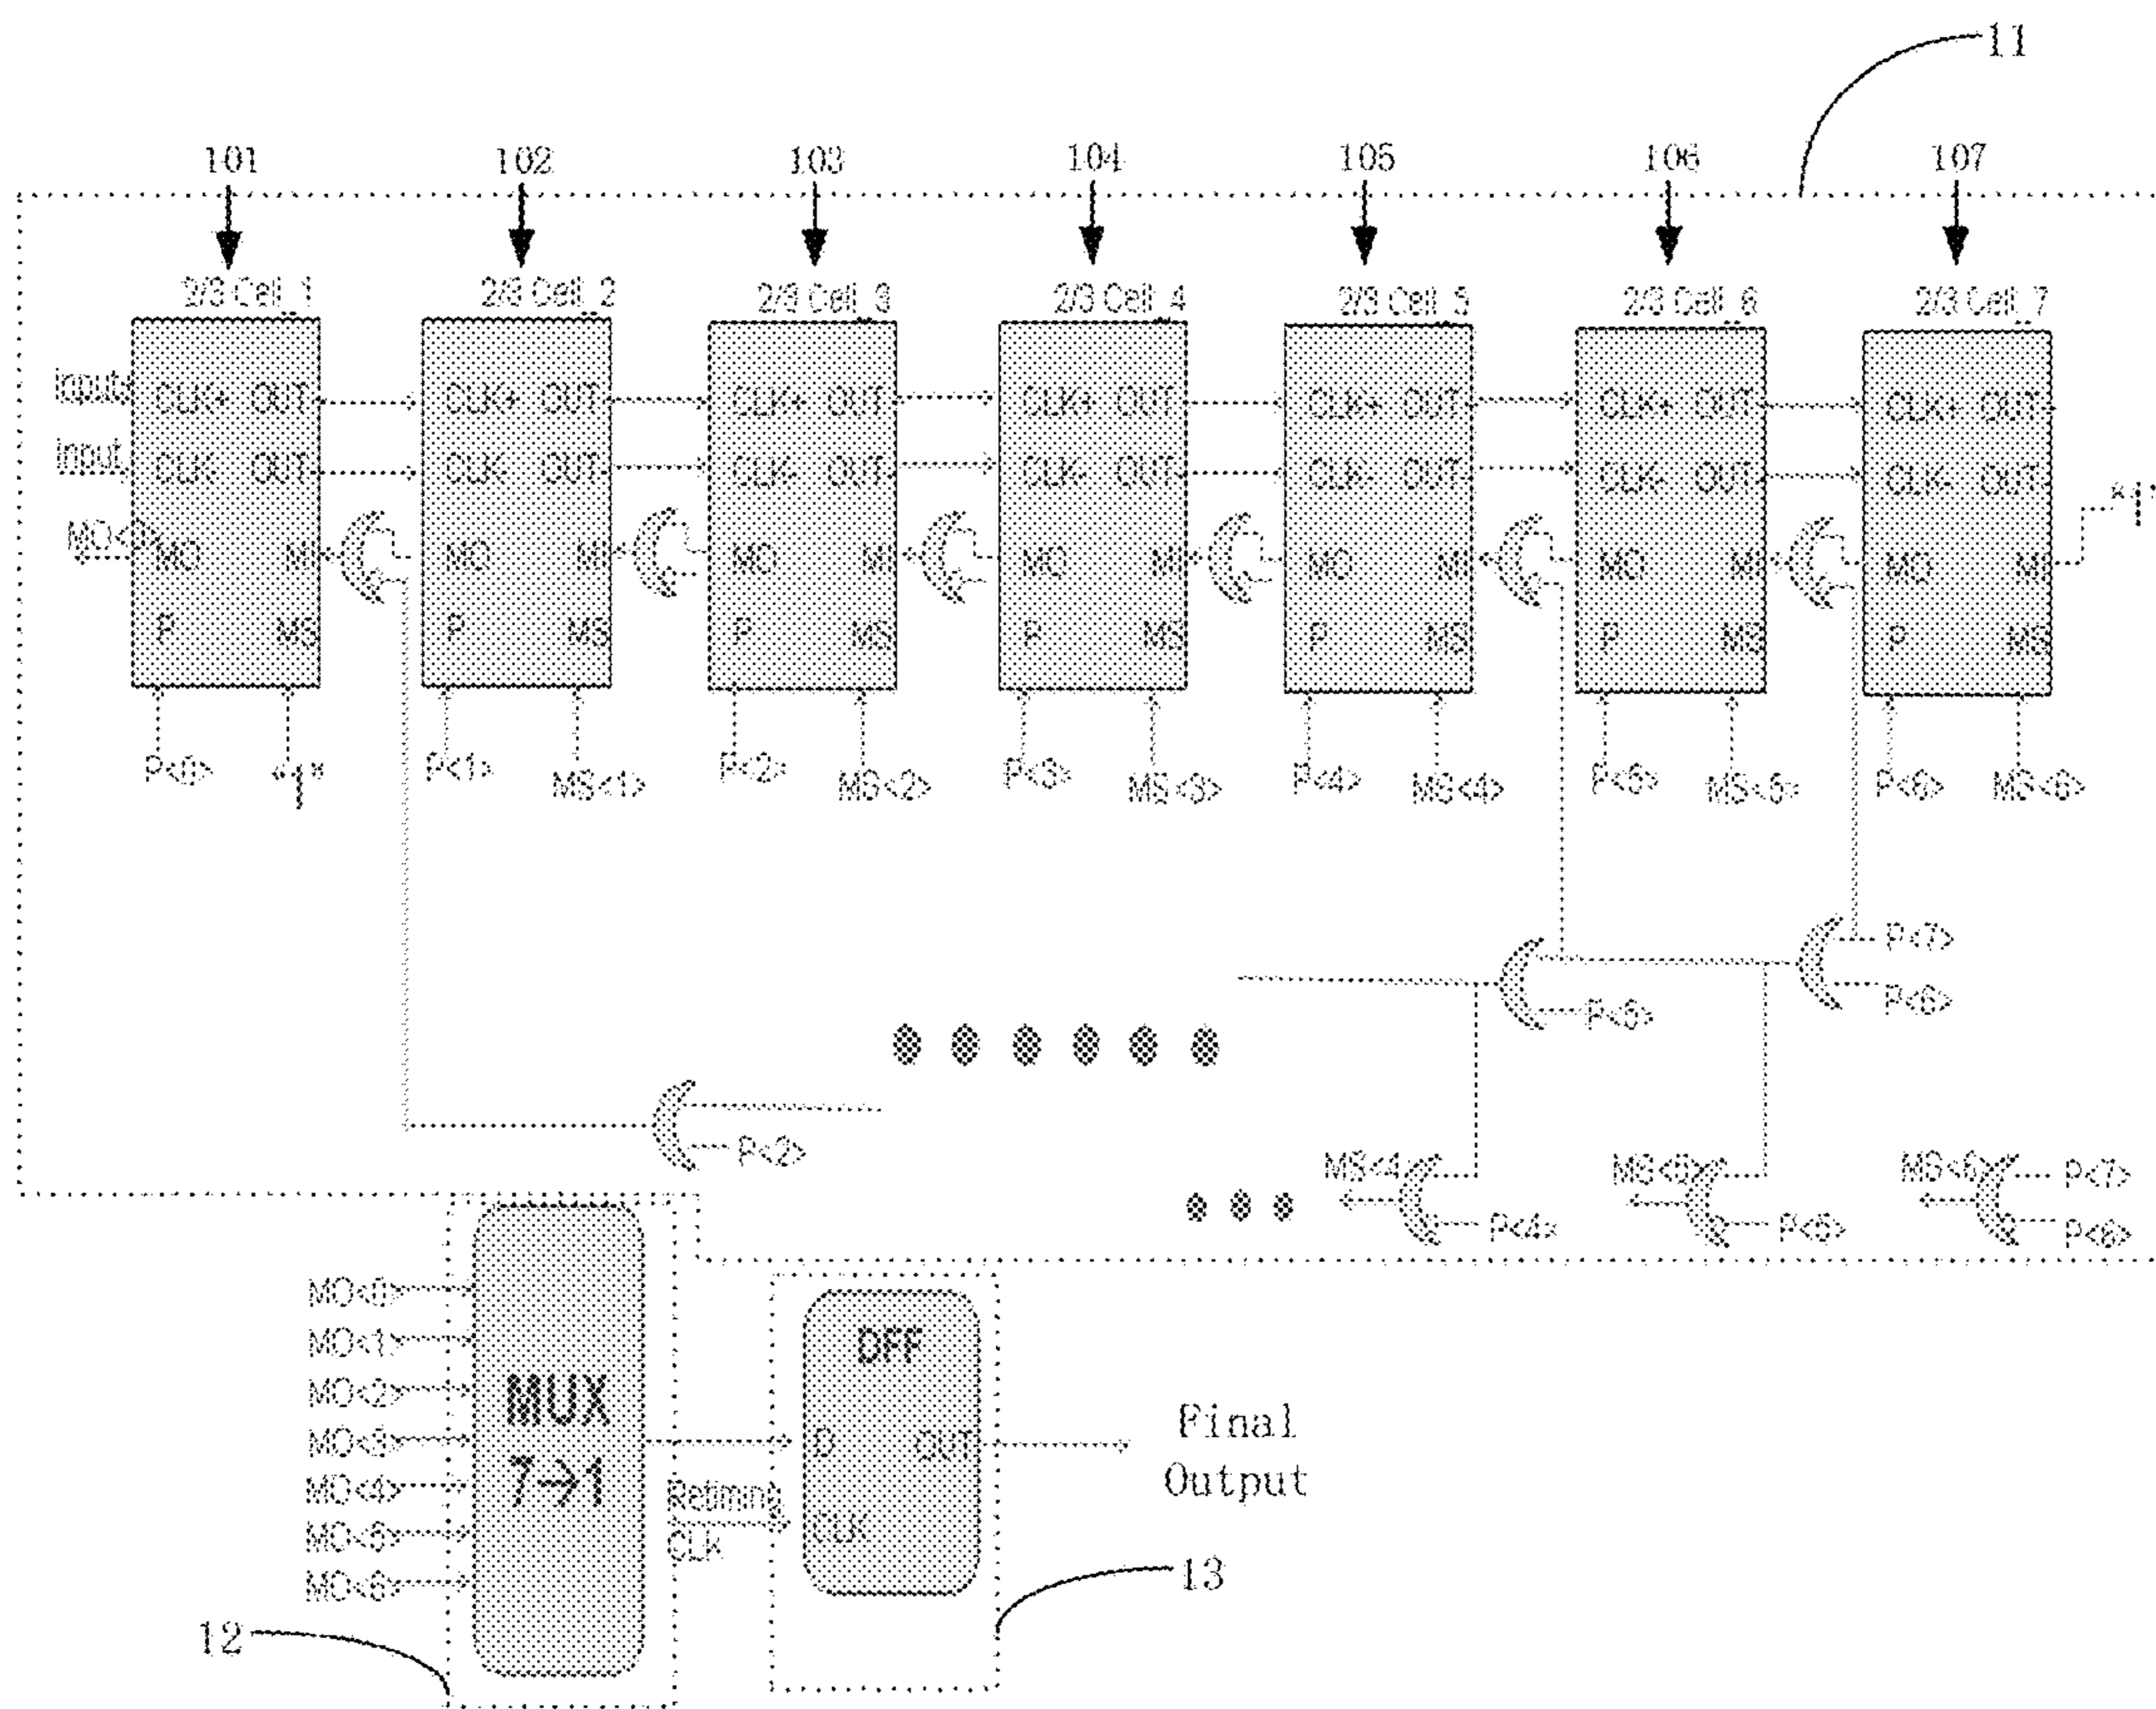 11
101 102 103 104 105 106 107
2/3 Cell_1 2/3 Cell_2 2/3 Cell_3 2/3 Cell_4 2/3 Cell_5 2/3 Cell_6 2/3 Cell_7
Input CLK+ OUT CLK+ OUT CLK+ OUT CLK+ OUT CLK+ OUT CLK+ OUT CLK+ OUT
Input CLK- OUT CLK- OUT CLK- OUT CLK- OUT CLK- OUT CLK- OUT CLK- OUT
MO MI MO MI MO MI MO MI MO MI MO MI MO MI
P MS P MS P MS P MS P MS P MS P MS
P<0> "1" P<1> MS<1> P<2> MS<2> P<3> MS<3> P<4> MS<4> P<5> MS<5> P<6> MS<6>
P<7>
P<6>
P<5>
P<2>
MS<4 MS<5 MS<6 P<7>
P<4> P<5> P<6>
MO<0>
MO<1>
MO<2>
MO<3>
MO<4>
MO<5>
MO<6>
MUX
7→1
Retiming
CLK
DFF
D OUT
CLK
Final
Output
12
13